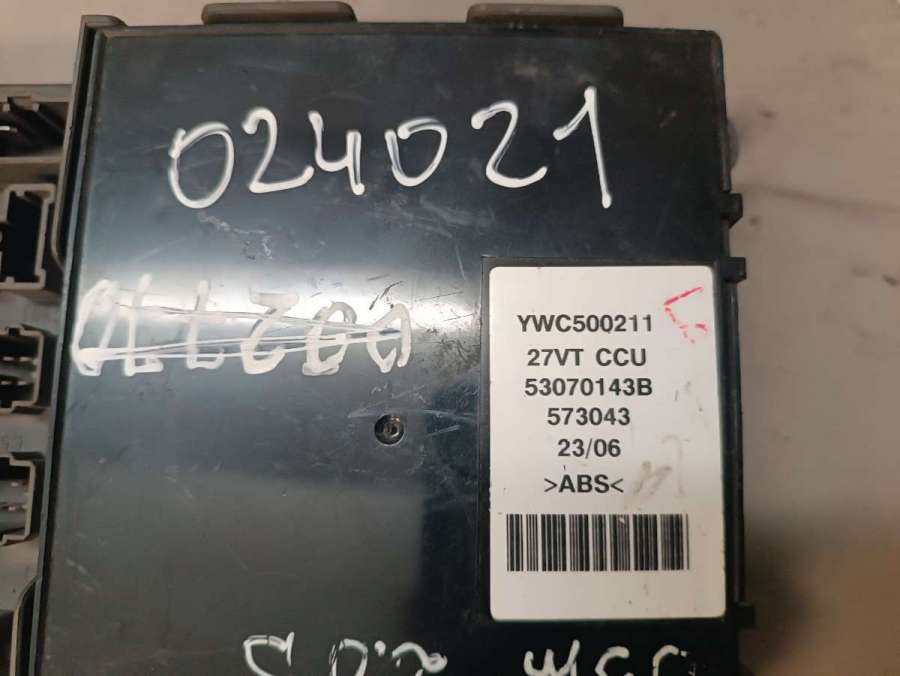 024021
YWC500211
27VT CCU
53070143B
573043
23/06
>ABS<